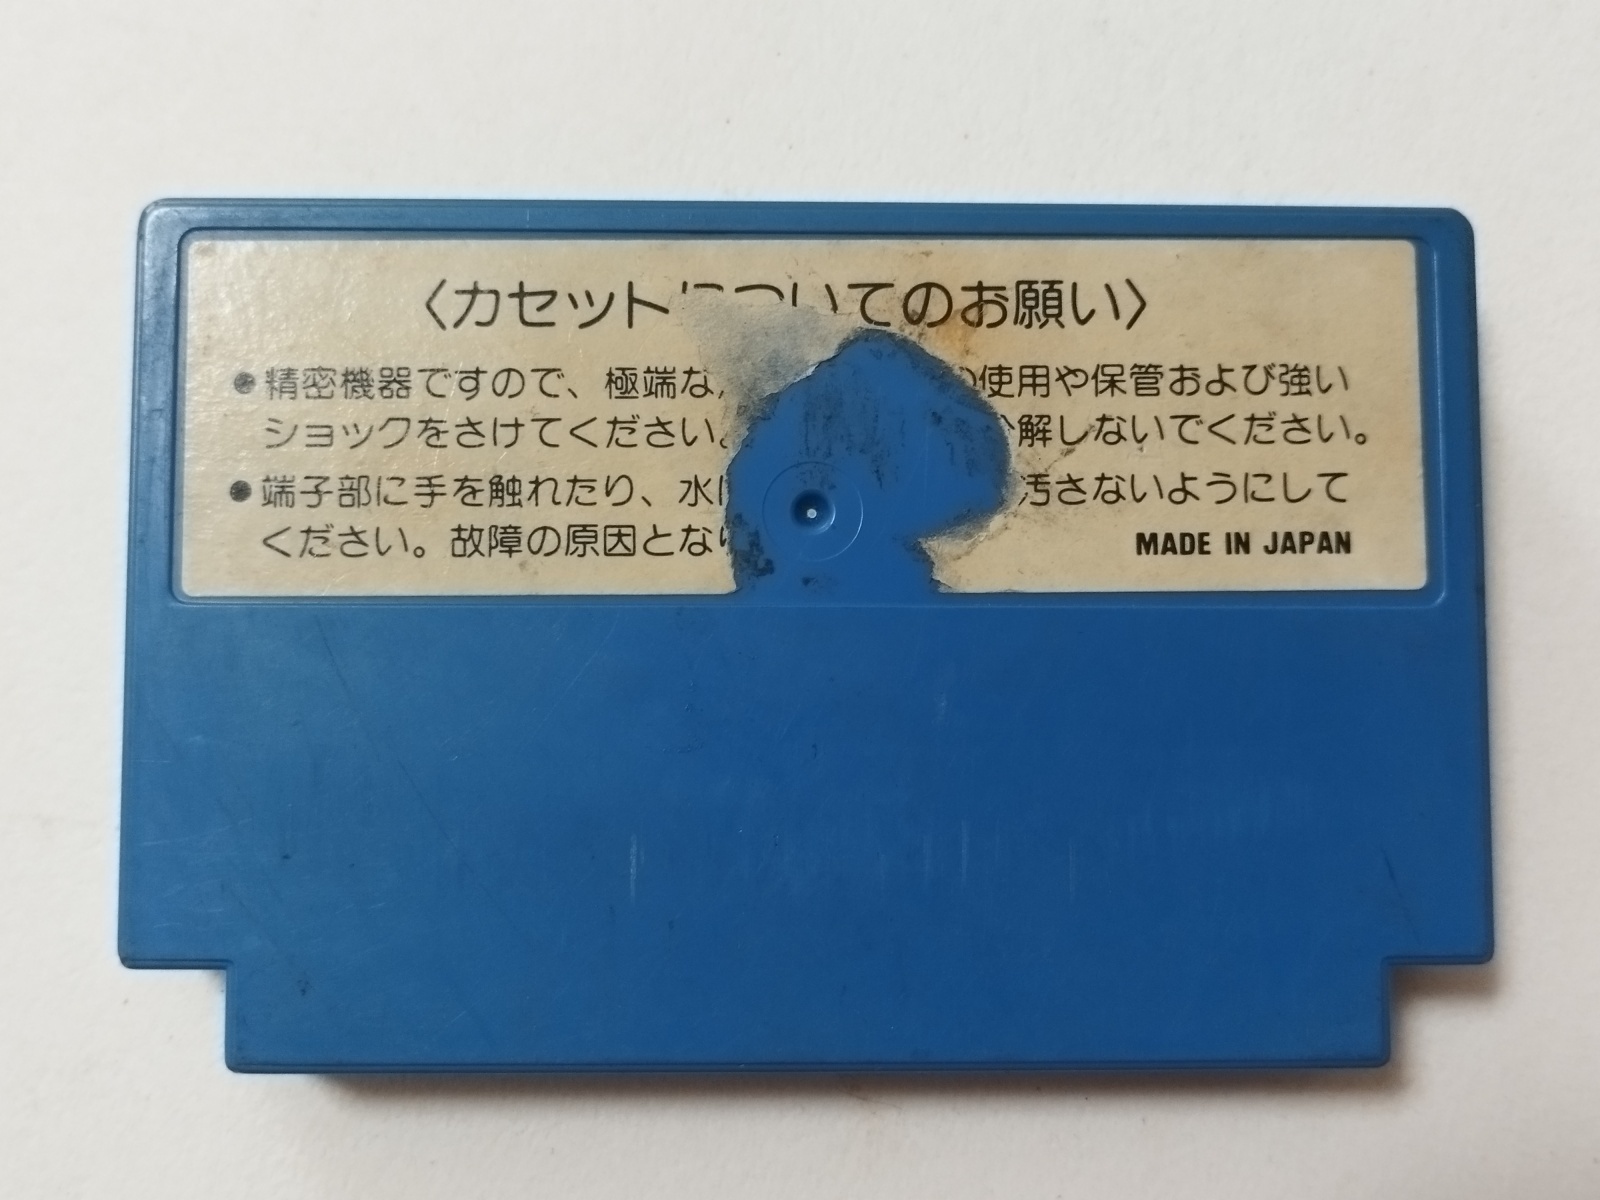 〈カセットについてのお願い〉
●精密機器ですので、極端な 使用や保管および強い
ショックをさけてください。 分解しないでください。
●端子部に手を触れたり、水に 汚さないようにして
ください。故障の原因とな
MADE IN JAPAN